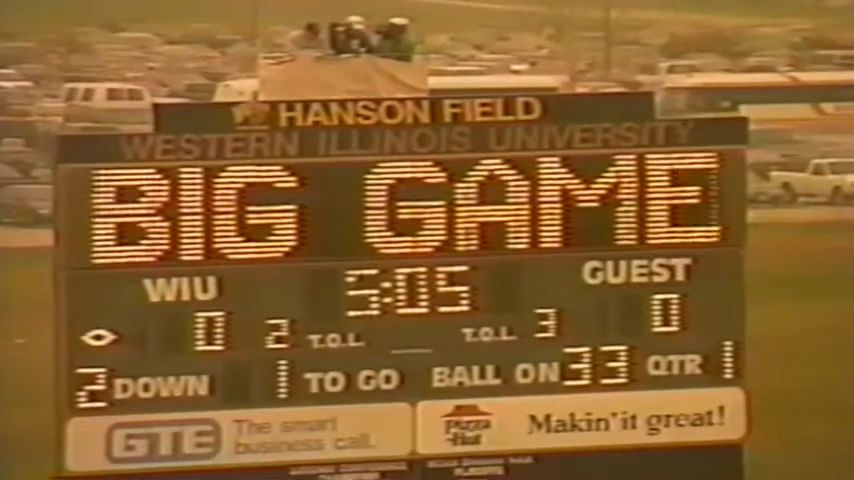 HANSON FIELD
WESTERN ILLINOIS UNIVERSITY
BIG GAME
WIU 5:05 GUEST
0 2 T.O.L. T.O.L. 3 0
2 DOWN 1 TO GO BALL ON 33 QTR 1
GTE The smart business call.
Pizza Hut Makin' it great!